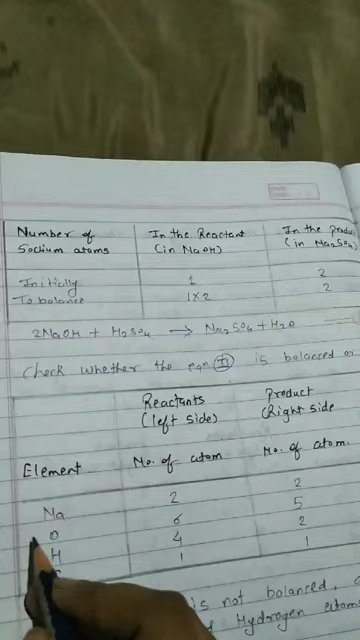 Number of In the Reactant In the
Sodium atoms (in NaOH) (in Na2SO4)
Initially 1 2
To balance 1x2 2
2NaOH + H2SO4 → Na2SO4 + H2O
Check whether the eqn II is balanced or
Reactants Product
(left side) (Right side
Element No. of atom No. of atom.
Na 2 2
O 6 5
H 4 2
1 1
is not balanced,
Hydrogen atom